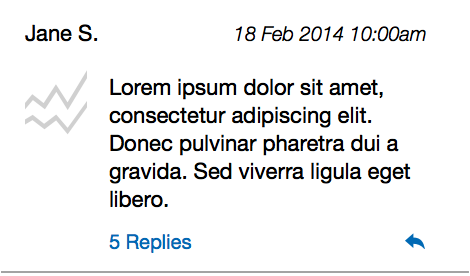 Jane S. 18 Feb 2014 10:00am
Lorem ipsum dolor sit amet,
consectetur adipiscing elit.
Donec pulvinar pharetra dui a
gravida. Sed viverra ligula eget
libero.
5 Replies